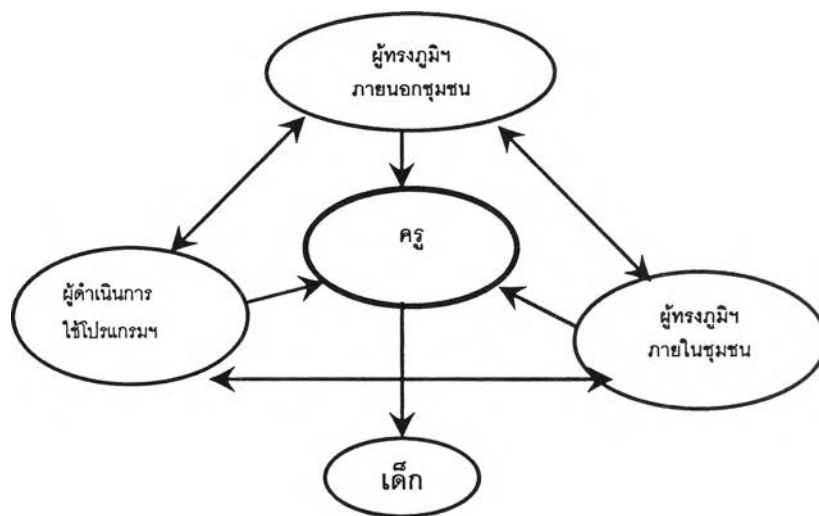 ผู้ทรงภูมิฯ
ภายนอกชุมชน
ครู
ผู้ดำเนินการ
ใช้โปรแกรมฯ
ผู้ทรงภูมิฯ
ภายในชุมชน
เด็ก